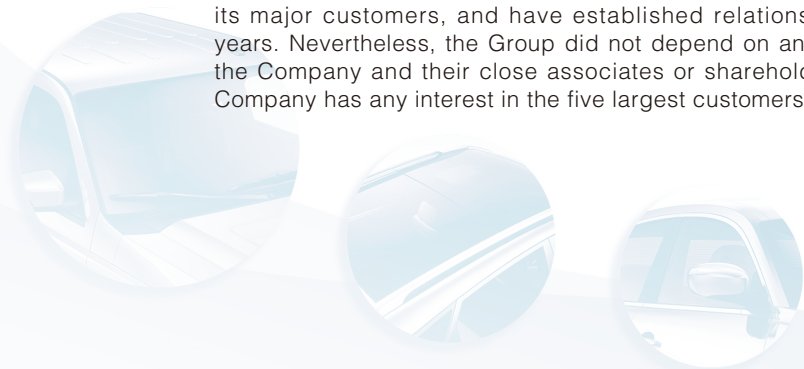 its major customers, and have established relations
years. Nevertheless, the Group did not depend on an
the Company and their close associates or sharehold
Company has any interest in the five largest customers